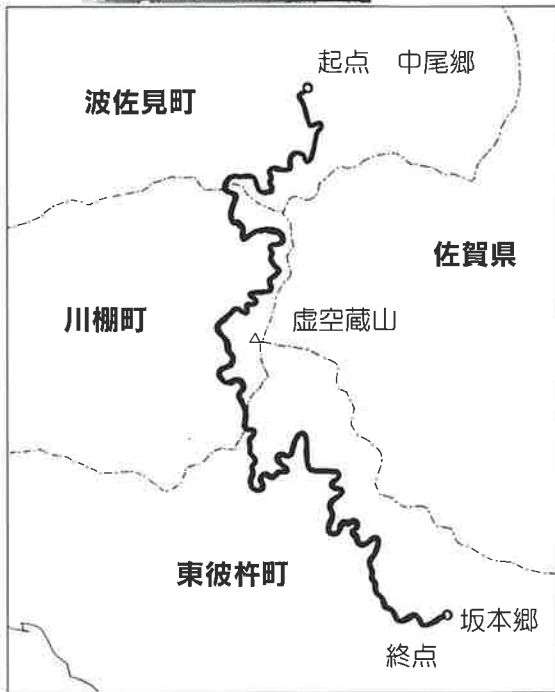 起点 中尾郷
波佐見町
佐賀県
川棚町
虚空蔵山
東彼杵町
坂本郷
終点